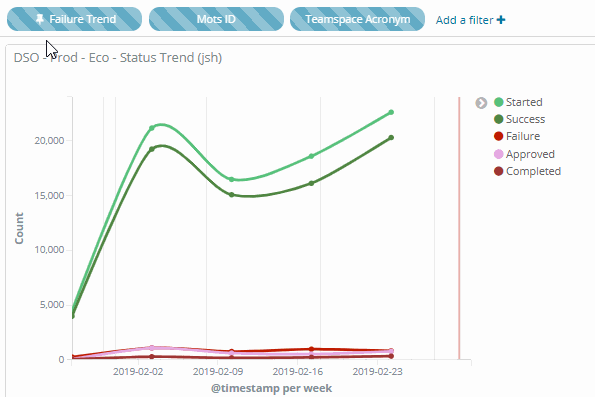 Failure Trend
Mots ID
Teamspace Acronym
Add a filter +
DSO - Prod - Eco - Status Trend (jsh)
Started
Success
Failure
Approved
Completed
20,000
15,000
10,000
5,000
0
Count
2019-02-02
2019-02-09
2019-02-16
2019-02-23
@timestamp per week